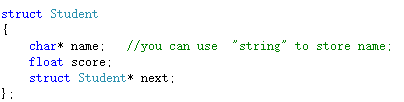 struct Student
{
    char* name;   //you can use  "string" to store name;
    float score;
    struct Student* next;
};